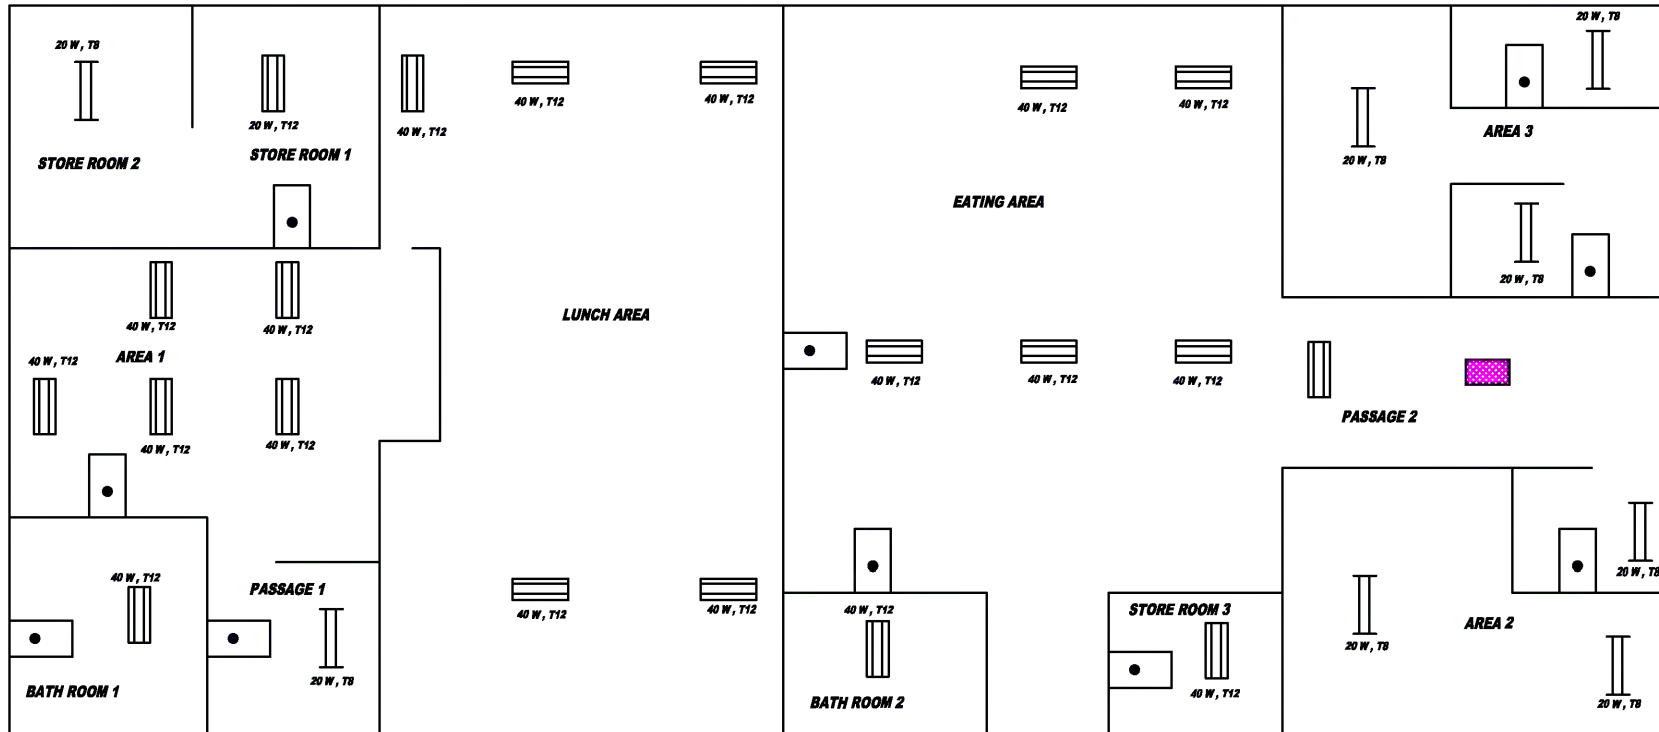 20 W , T8
20 W , T8
40 W , T12
40 W , T12
40 W , T12
40 W , T12
20 W , T12
40 W , T12
AREA 3
STORE ROOM 1
STORE ROOM 2
20 W , T8
EATING AREA
20 W , T8
LUNCH AREA
40 W , T12
40 W , T12
AREA 1
40 W , T12
40 W , T12
40 W , T12
40 W , T12
PASSAGE 2
40 W , T12
40 W , T12
20 W , T8
40 W , T12
PASSAGE 1
40 W , T12
40 W , T12
40 W , T12
STORE ROOM 3
AREA 2
20 W , T8
20 W , T8
BATH ROOM 1
40 W , T12
BATH ROOM 2
20 W , T8